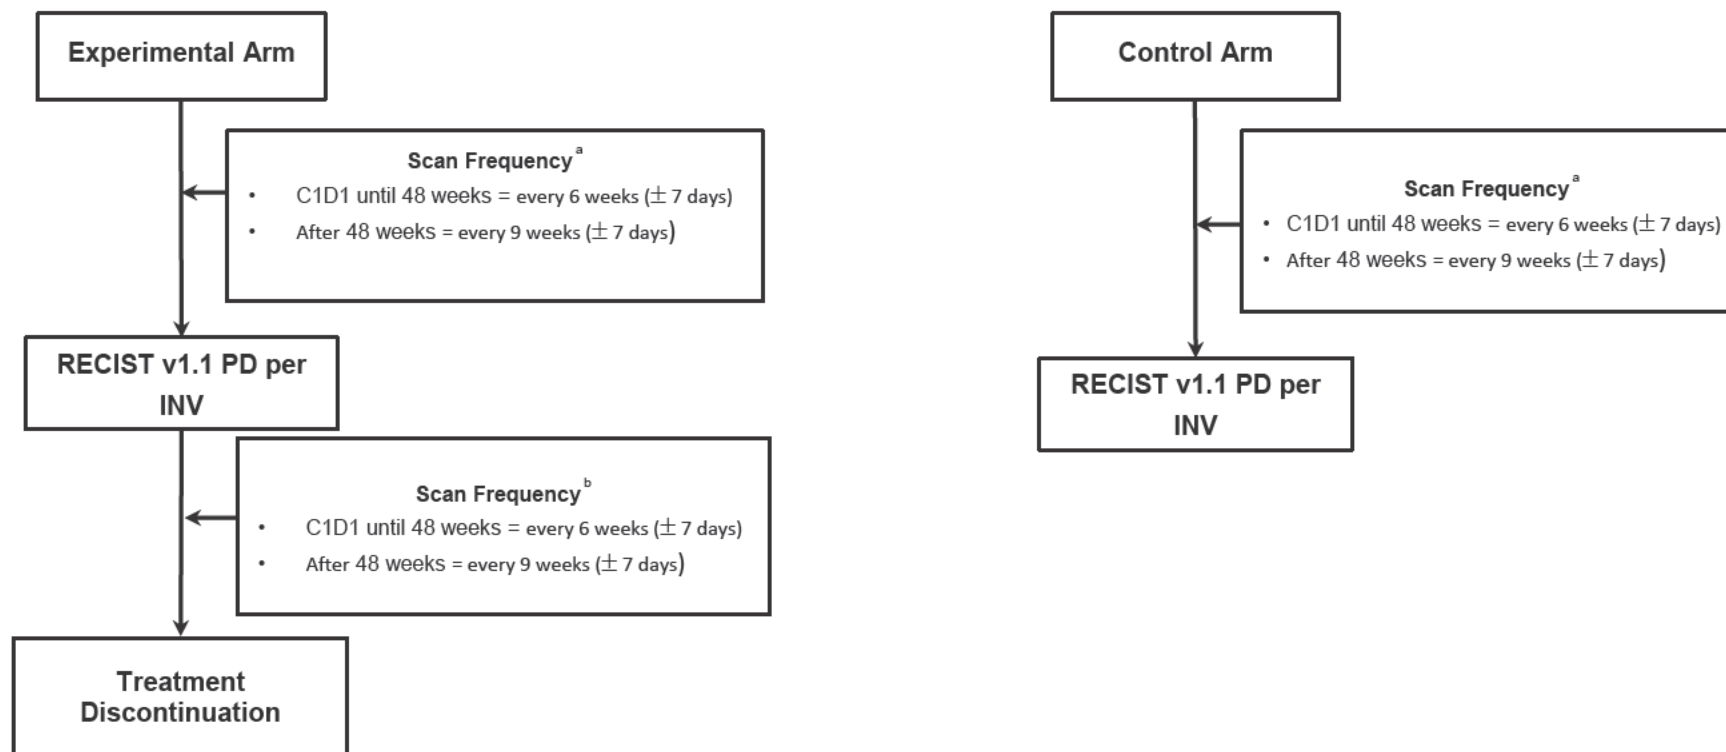 Experimental Arm
Scan Frequency a
• C1D1 until 48 weeks = every 6 weeks (± 7 days)
• After 48 weeks = every 9 weeks (± 7 days)
RECIST v1.1 PD per
INV
Scan Frequency b
• C1D1 until 48 weeks = every 6 weeks (± 7 days)
• After 48 weeks = every 9 weeks (± 7 days)
Treatment
Discontinuation
Control Arm
Scan Frequency a
• C1D1 until 48 weeks = every 6 weeks (± 7 days)
• After 48 weeks = every 9 weeks (± 7 days)
RECIST v1.1 PD per
INV